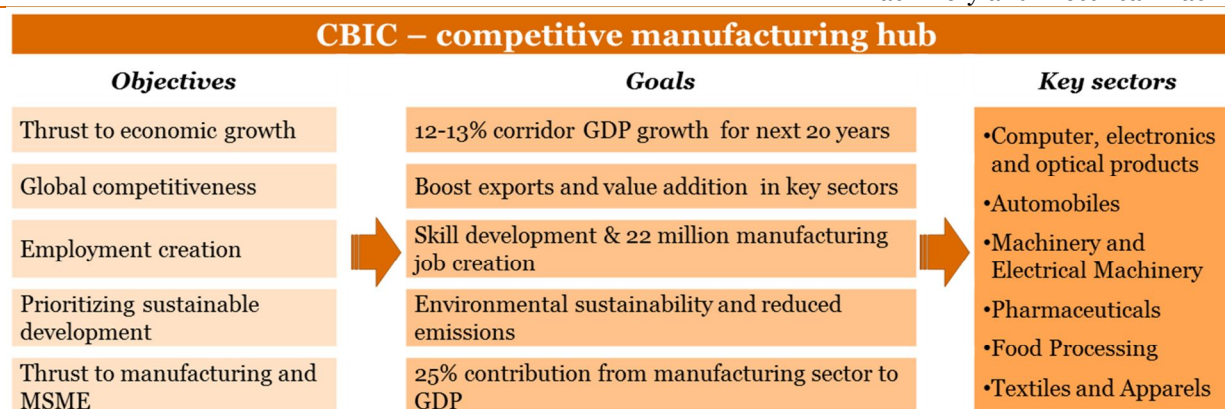 CBIC – competitive manufacturing hub
Objectives
Thrust to economic growth
Global competitiveness
Employment creation
Prioritizing sustainable
development
Thrust to manufacturing and
MSME
Goals
12-13% corridor GDP growth for next 20 years
Boost exports and value addition in key sectors
Skill development & 22 million manufacturing
job creation
Environmental sustainability and reduced
emissions
25% contribution from manufacturing sector to
GDP
Key sectors
•Computer, electronics
and optical products
•Automobiles
•Machinery and
Electrical Machinery
•Pharmaceuticals
•Food Processing
•Textiles and Apparels